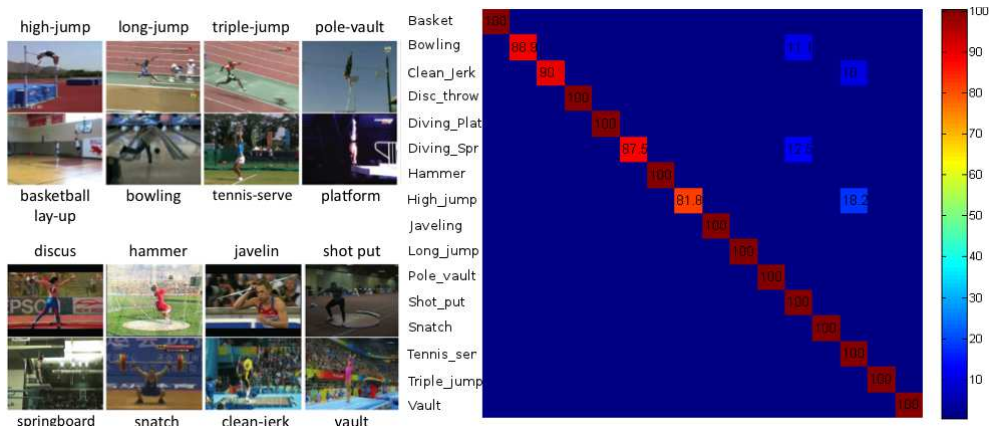 high-jump long-jump triple-jump pole-vault
basketball lay-up bowling tennis-serve platform
discus hammer javelin shot put
springboard snatch clean-jerk vault
Basket 100
Bowling 88.9
Clean_Jerk 90 10
Disc_throw 100
Diving_Plat 100
Diving_Spr 87.5 12.5
Hammer 100
High_jump 81.8 18.2
Javeling 100
Long_jump 100
Pole_vault 100
Shot_put 100
Snatch 100
Tennis_ser 100
Triple_jump 100
Vault 100
100
90
80
70
60
50
40
30
20
10